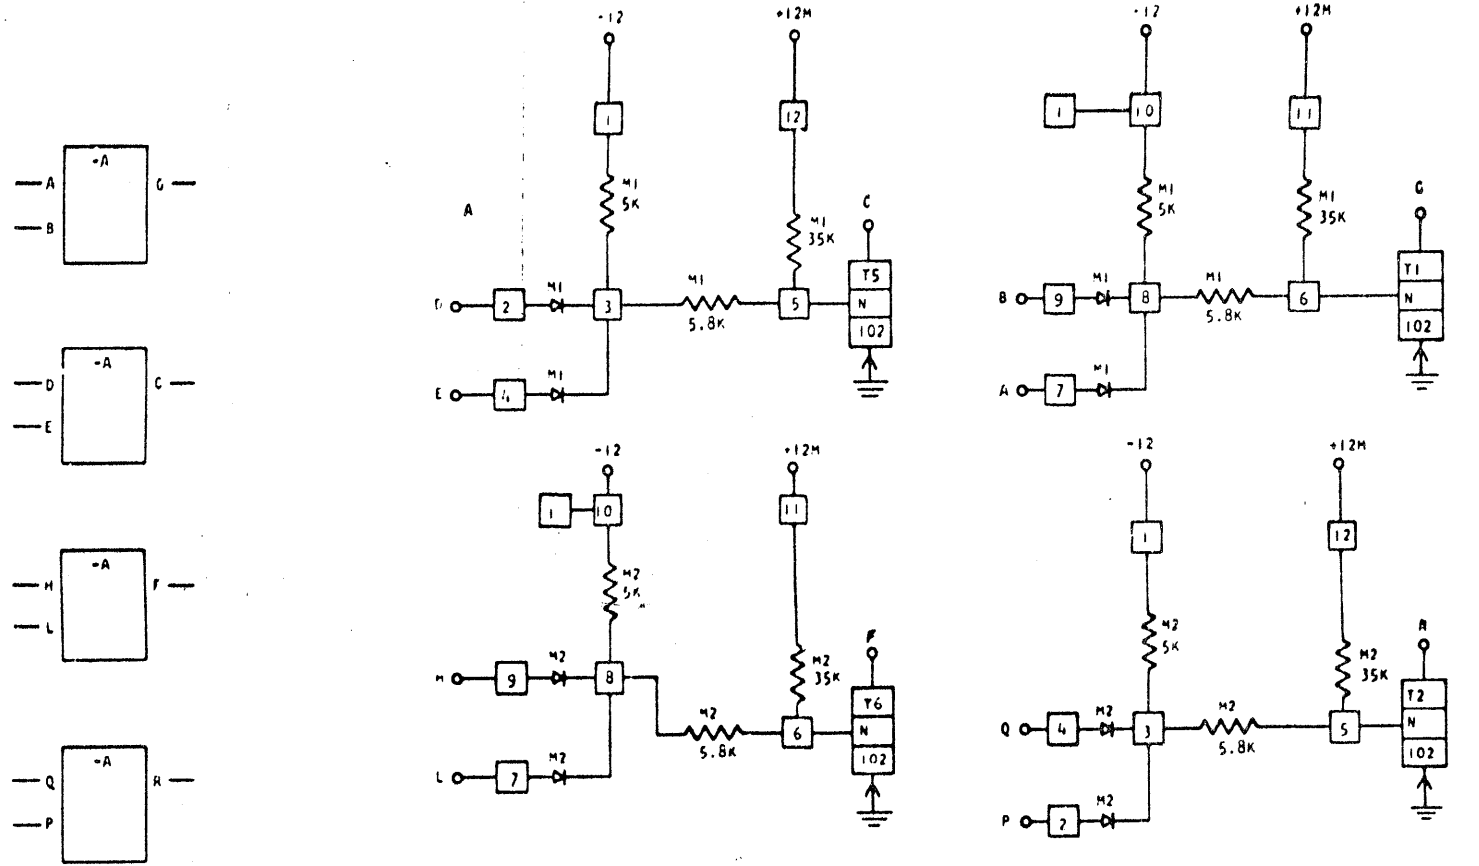 -A
A G
B
-A
D C
E
-A
H F
L
-A
Q R
P
-12 +12M
1 12
M1
5K
A
M1
35K
C
D 2 M1 3 M1 5.8K 5
T5
N
102
E 4 M1
-12 +12M
1 10 11
M1
5K
M1
35K
G
B 9 M1 8 M1 5.8K 6
T1
N
102
A 7 M1
-12 +12M
1 10 11
M2
5K
M2
35K
F
H 9 M2 8
M2
5.8K
6
T6
N
102
L 7 M2
-12 +12M
1 12
M2
5K
M2
35K
R
Q 4 M2 3 M2 5.8K 5
T2
N
102
P 2 M2